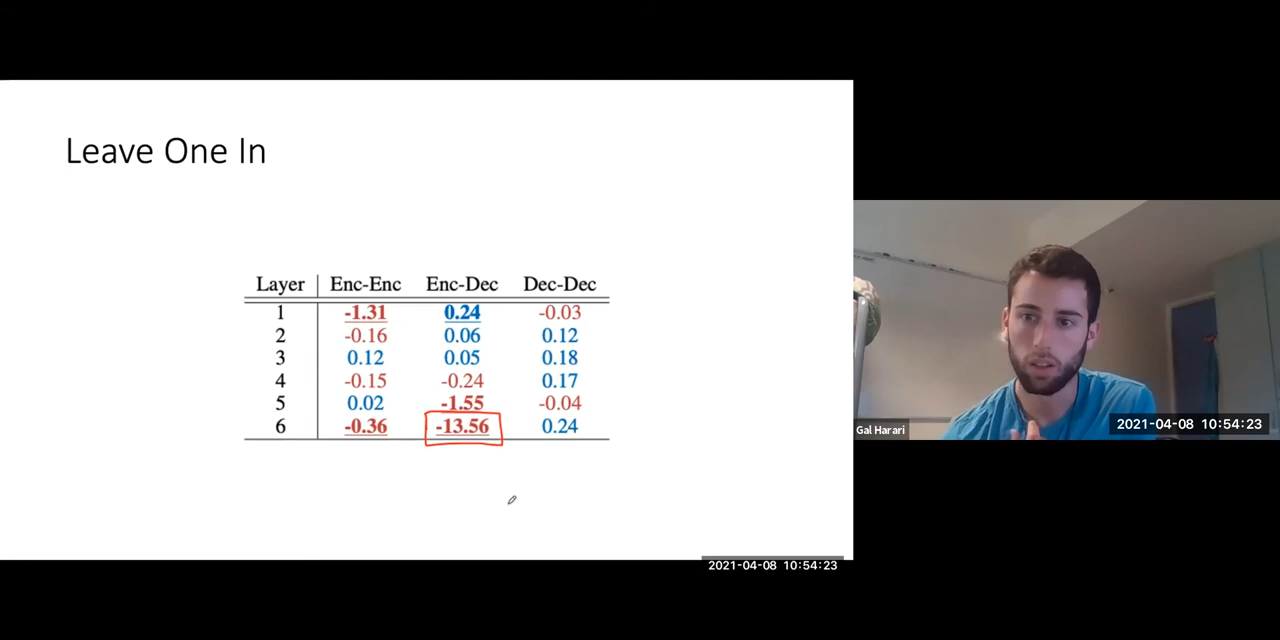 Leave One In
Layer Enc-Enc Enc-Dec Dec-Dec
1 -1.31 0.24 -0.03
2 -0.16 0.06 0.12
3 0.12 0.05 0.18
4 -0.15 -0.24 0.17
5 0.02 -1.55 -0.04
6 -0.36 -13.56 0.24
2021-04-08 10:54:23
Gal Harari
2021-04-08 10:54:23